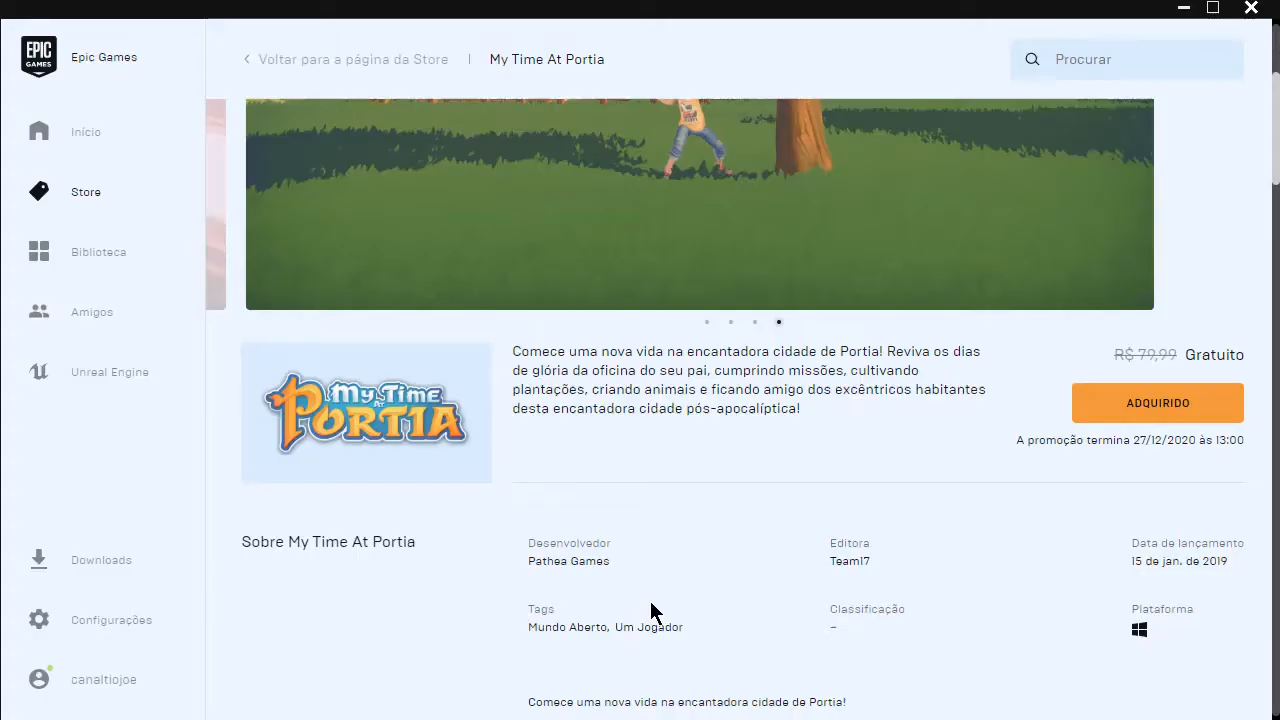 EPIC
GAMES
Epic Games
Voltar para a página da Store
My Time At Portia
Procurar
Início
Store
Biblioteca
Amigos
Unreal Engine
Downloads
Configurações
canaltiojoe
My Time
AT
PORTIA
Comece uma nova vida na encantadora cidade de Portia! Reviva os dias
de glória da oficina do seu pai, cumprindo missões, cultivando
plantações, criando animais e ficando amigo dos excêntricos habitantes
desta encantadora cidade pós-apocalíptica!
R$ 79,99 Gratuito
ADQUIRIDO
A promoção termina 27/12/2020 às 13:00
Sobre My Time At Portia
Desenvolvedor
Pathea Games
Editora
Team17
Data de lançamento
15 de jan. de 2019
Tags
Mundo Aberto, Um Jogador
Classificação
–
Plataforma
Comece uma nova vida na encantadora cidade de Portia!